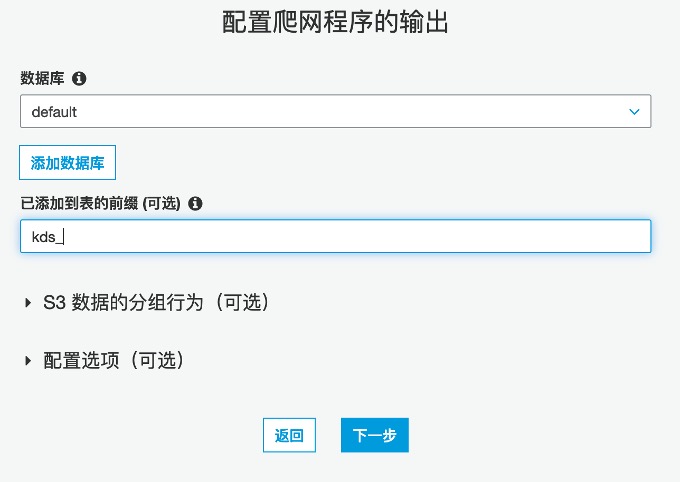 配置爬网程序的输出
数据库
default
添加数据库
已添加到表的前缀 (可选)
kds_
S3 数据的分组行为（可选）
配置选项（可选）
返回
下一步